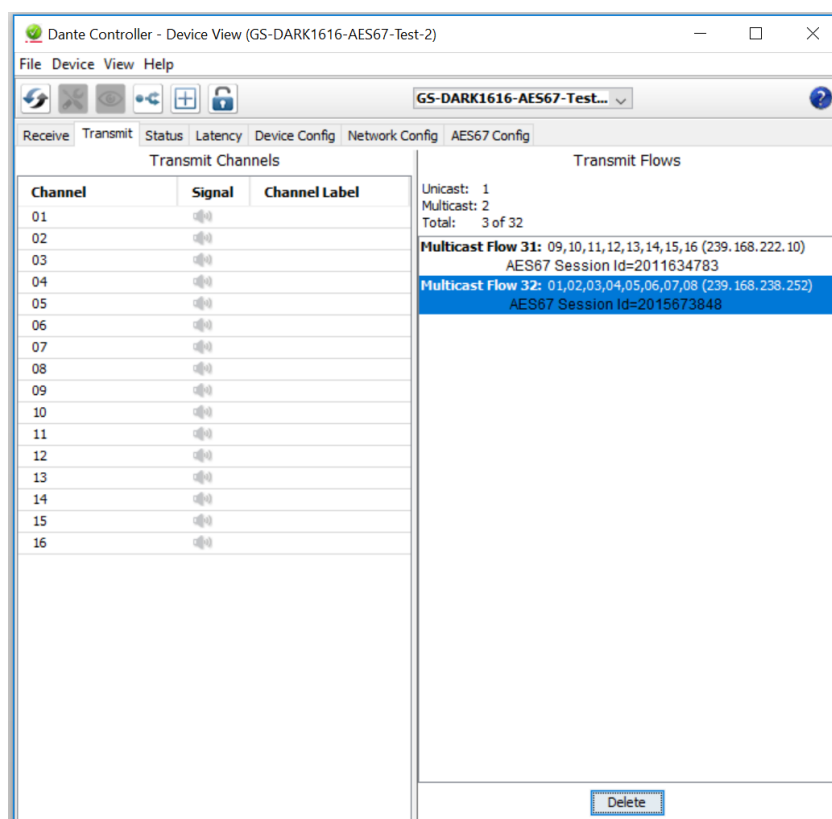 Dante Controller - Device View (GS-DARK1616-AES67-Test-2)
File Device View Help
GS-DARK1616-AES67-Test...
Receive Transmit Status Latency Device Config Network Config AES67 Config
Transmit Channels
Channel Signal Channel Label
01
02
03
04
05
06
07
08
09
10
11
12
13
14
15
16
Transmit Flows
Unicast: 1
Multicast: 2
Total: 3 of 32
Multicast Flow 31: 09,10,11,12,13,14,15,16 (239.168.222.10)
AES67 Session Id=2011634783
Multicast Flow 32: 01,02,03,04,05,06,07,08 (239.168.238.252)
AES67 Session Id=2015673848
Delete